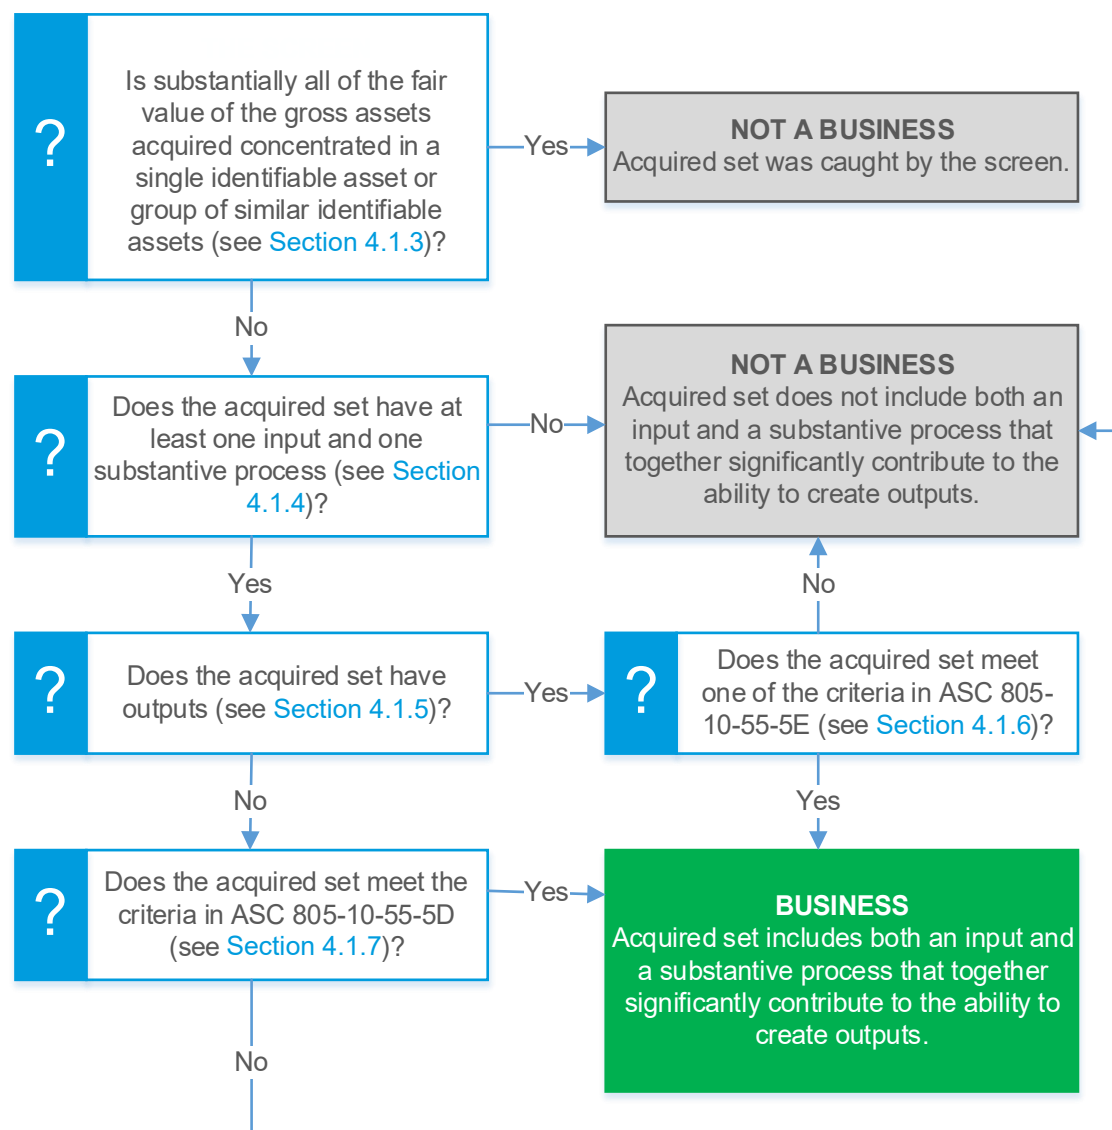 ?
Is substantially all of the fair
value of the gross assets
acquired concentrated in a
single identifiable asset or
group of similar identifiable
assets (see Section 4.1.3)?
Yes
NOT A BUSINESS
Acquired set was caught by the screen.
No
?
Does the acquired set have at
least one input and one
substantive process (see Section
4.1.4)?
No
NOT A BUSINESS
Acquired set does not include both an
input and a substantive process that
together significantly contribute to the
ability to create outputs.
Yes
No
?
Does the acquired set have
outputs (see Section 4.1.5)?
Yes
?
Does the acquired set meet
one of the criteria in ASC 805-
10-55-5E (see Section 4.1.6)?
No
Yes
?
Does the acquired set meet the
criteria in ASC 805-10-55-5D
(see Section 4.1.7)?
Yes
BUSINESS
Acquired set includes both an input and
a substantive process that together
significantly contribute to the ability to
create outputs.
No